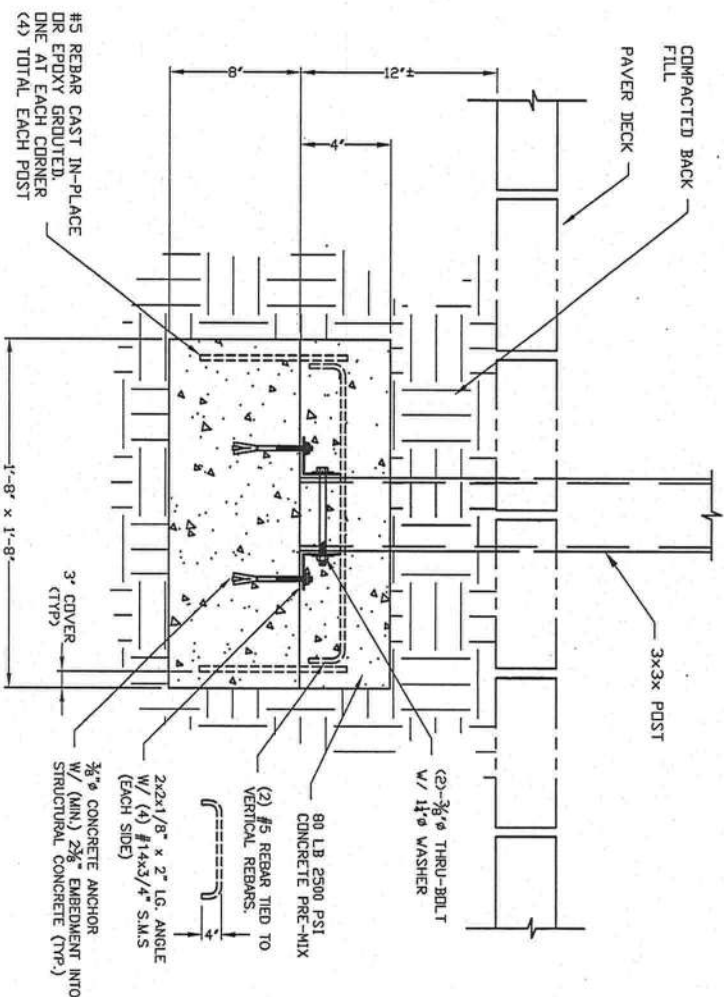 COMPACTED BACK
FILL
PAVER DECK
12"±
8"
4"
#5 REBAR CAST IN-PLACE
OR EPOXY GROUTED.
ONE AT EACH CORNER
(4) TOTAL EACH POST
3x3x POST
(2)-3/8"ø THRU-BOLT
W/ 1¼"ø WASHER
80 LB 2500 PSI
CONCRETE PRE-MIX
(2) #5 REBAR TIED TO
VERTICAL REBARS.
4"
2x2x1/8" x 2" LG. ANGLE
W/ (4) #14x3/4" S.M.S
(EACH SIDE)
3/8"ø CONCRETE ANCHOR
W/ (MIN.) 2⅜" EMBEDMENT INTO
STRUCTURAL CONCRETE (TYP.)
3" COVER
(TYP)
1'-8" x 1'-8"